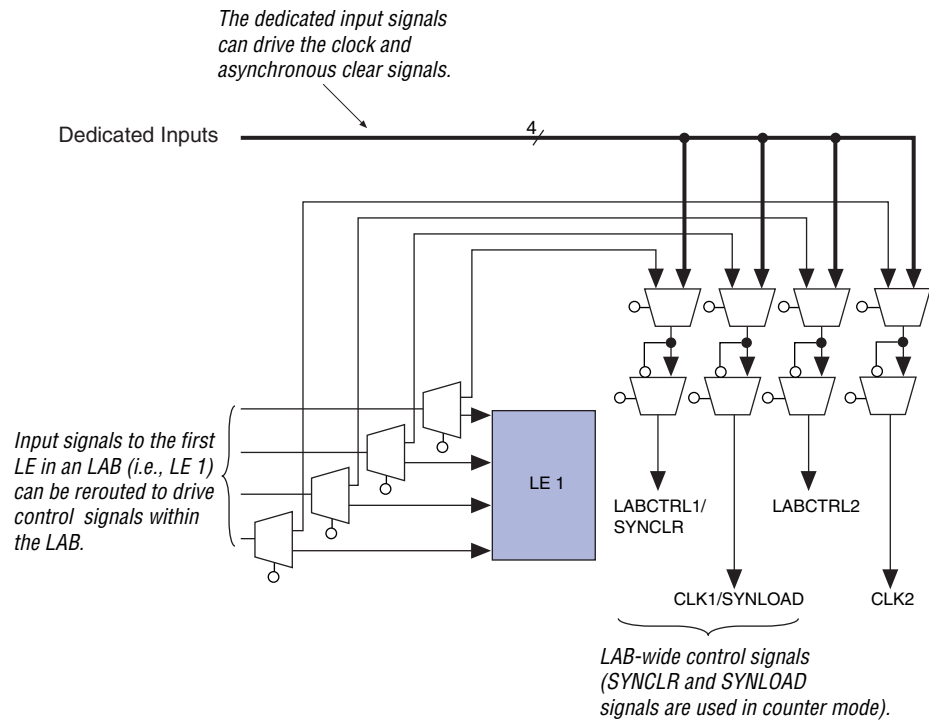 The dedicated input signals
can drive the clock and
asynchronous clear signals.
Dedicated Inputs
4
Input signals to the first
LE in an LAB (i.e., LE 1)
can be rerouted to drive
control signals within
the LAB.
LE 1
LABCTRL1/
SYNCLR
LABCTRL2
CLK1/SYNLOAD
CLK2
LAB-wide control signals
(SYNCLR and SYNLOAD
signals are used in counter mode).